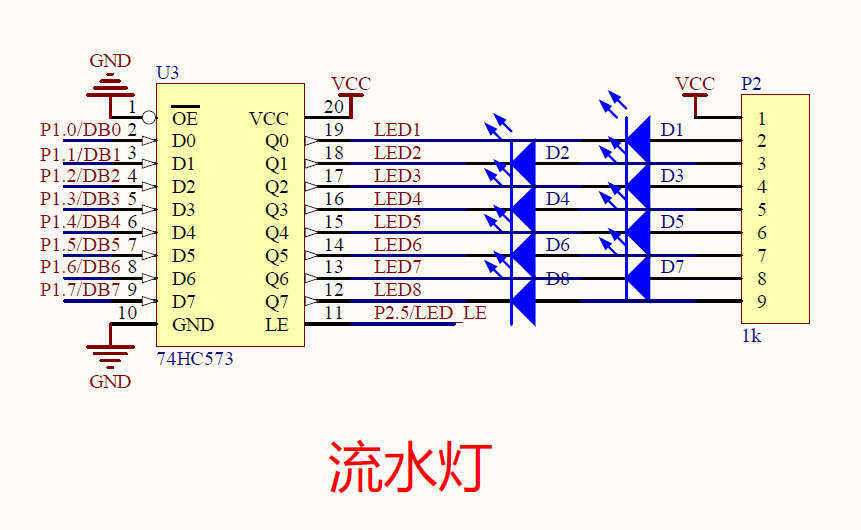 GND
U3
VCC
VCC
P2
1
OE
VCC
20
1
P1.0/DB0
2
D0
Q0
19
LED1
D1
2
P1.1/DB1
3
D1
Q1
18
LED2
D2
3
P1.2/DB2
4
D2
Q2
17
LED3
D3
4
P1.3/DB3
5
D3
Q3
16
LED4
D4
5
P1.4/DB4
6
D4
Q4
15
LED5
D5
6
P1.5/DB5
7
D5
Q5
14
LED6
D6
7
P1.6/DB6
8
D6
Q6
13
LED7
D7
8
P1.7/DB7
9
D7
Q7
12
LED8
D8
9
10
GND
LE
11
P2.5/LED_LE
GND
74HC573
1k
流水灯